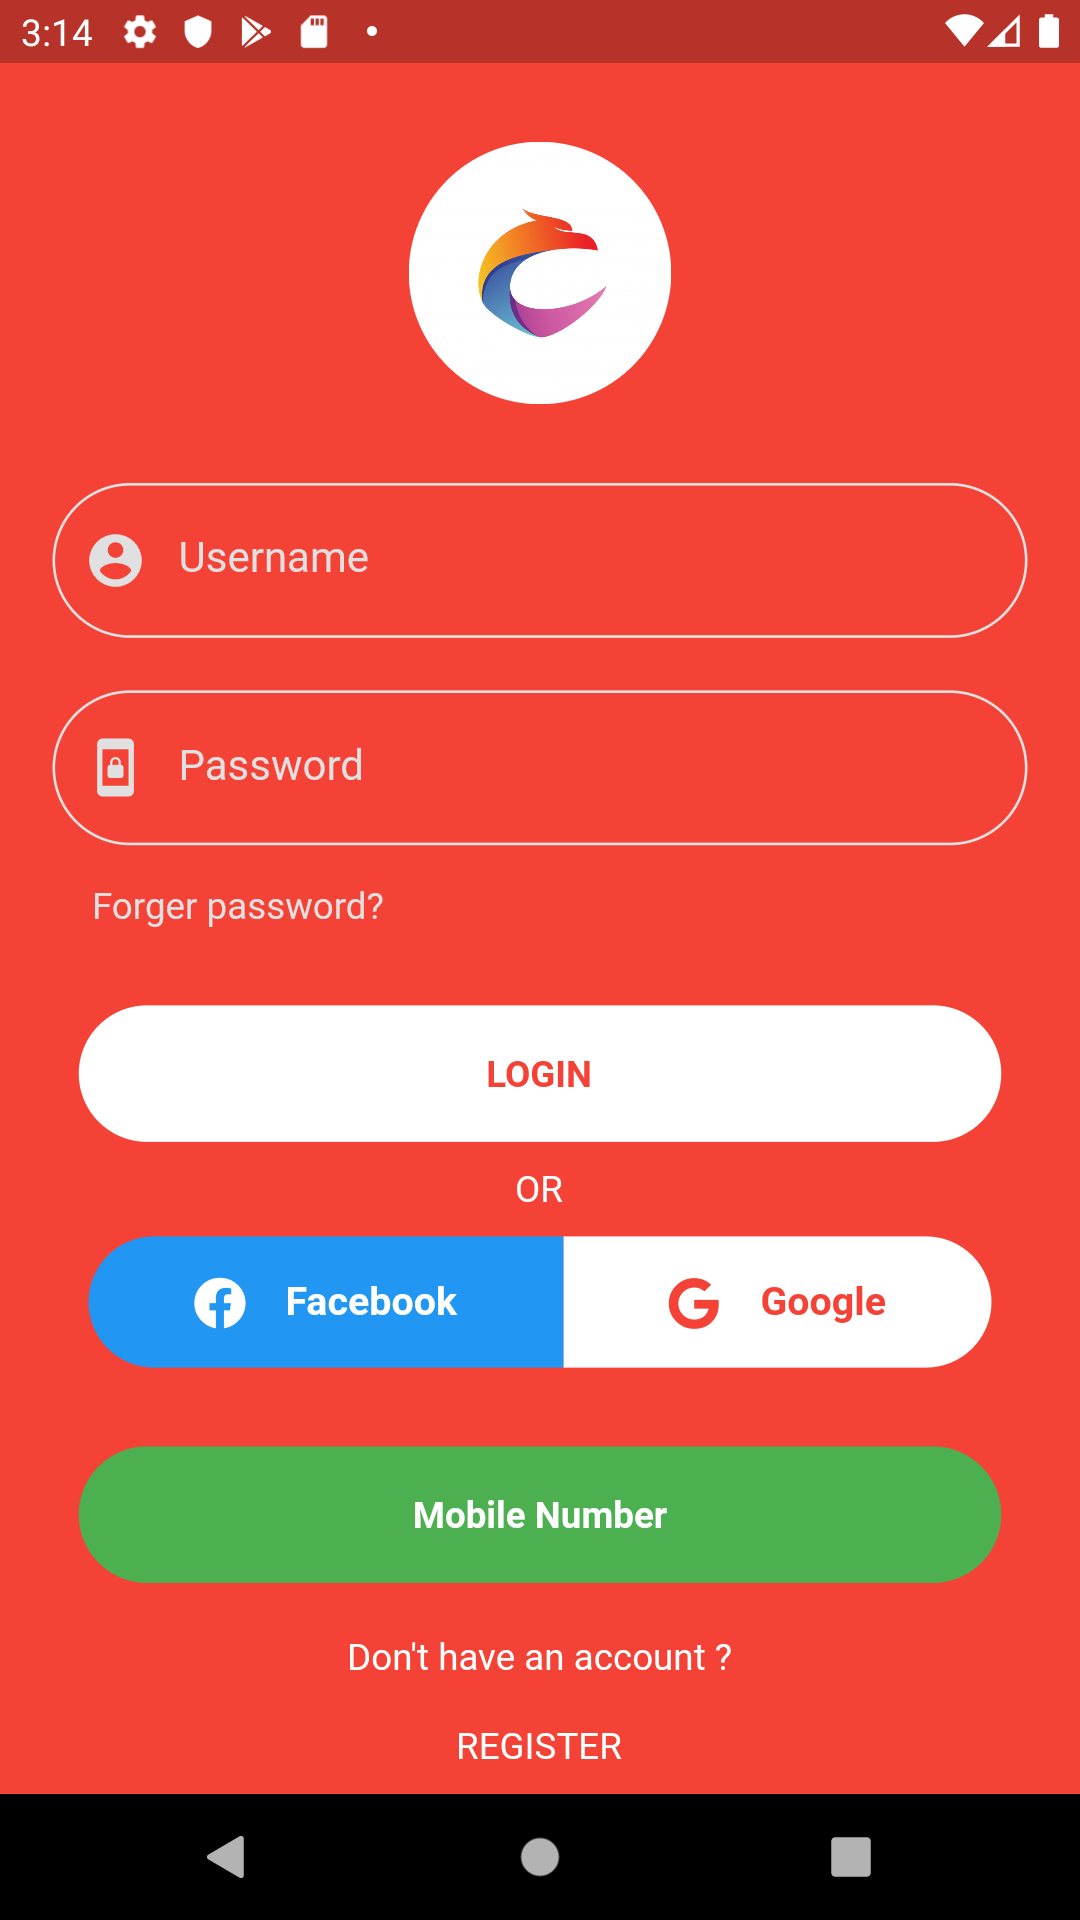 3:14
Username
Password
Forger password?
LOGIN
OR
Facebook
Google
Mobile Number
Don't have an account ?
REGISTER